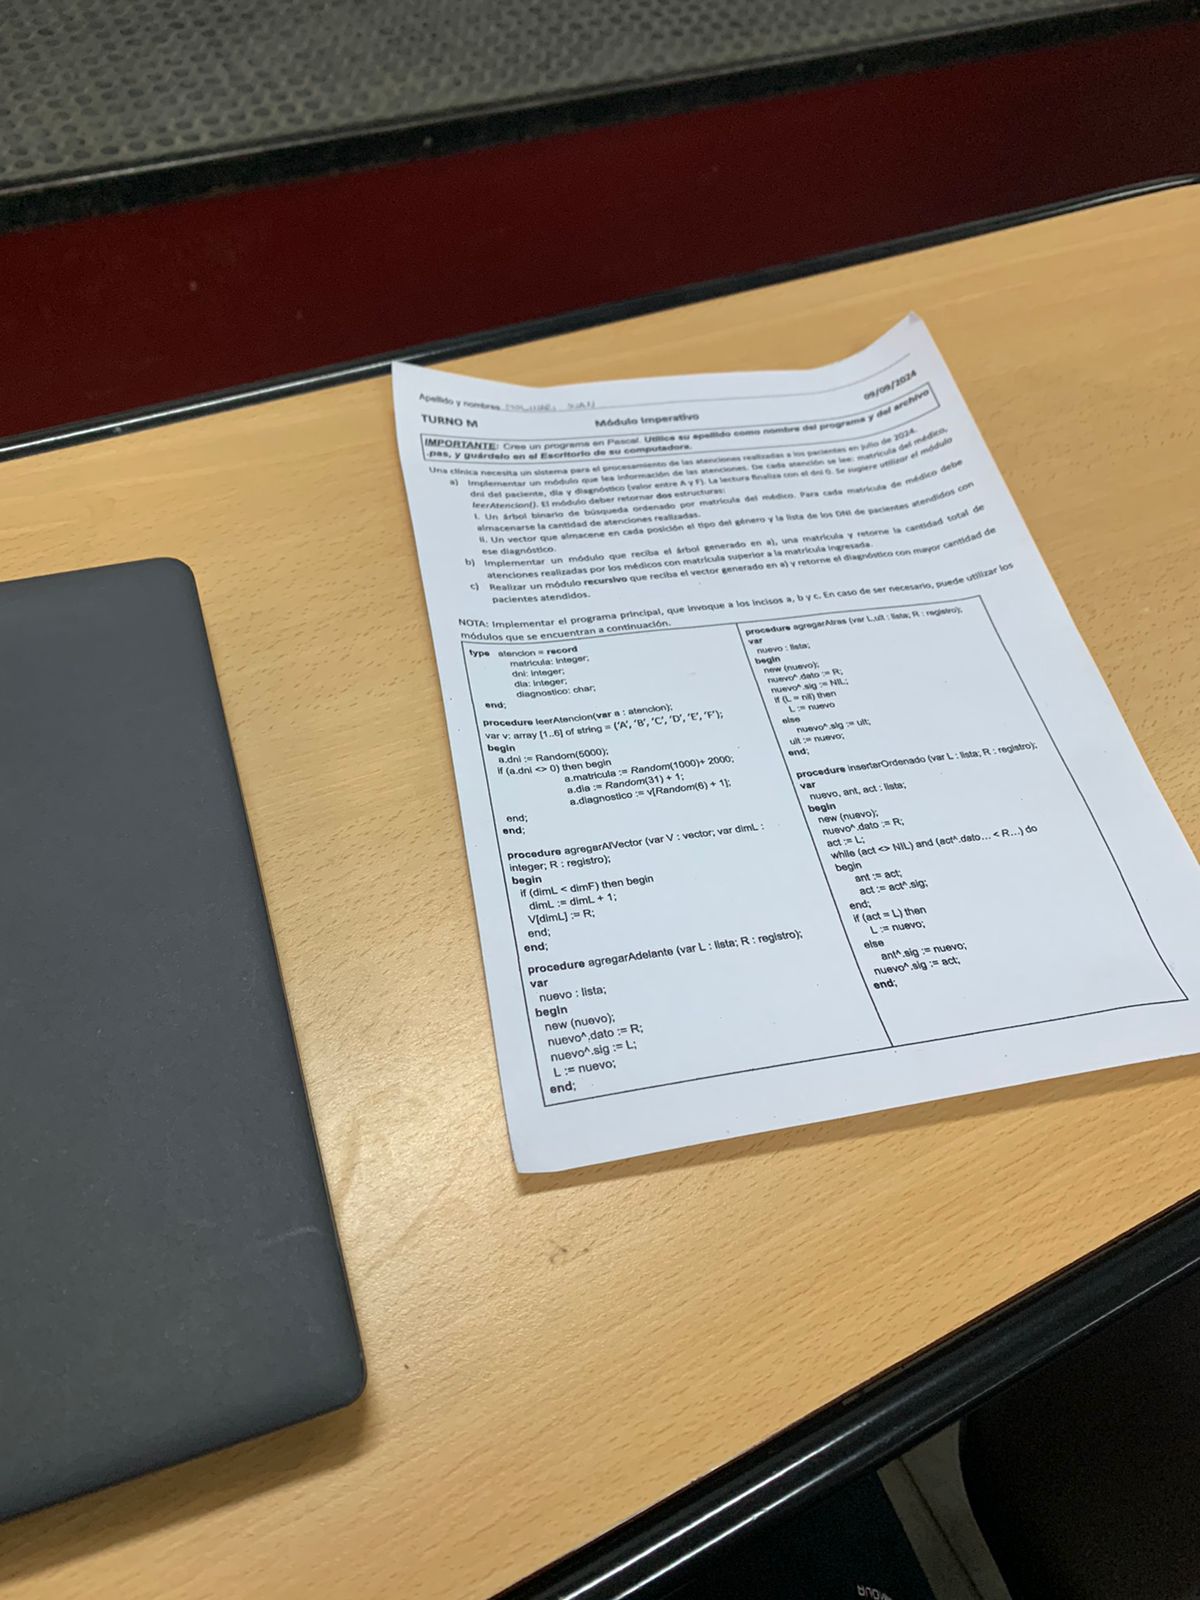 Apellido y nombres
09/09/2024
TURNO M
Módulo Imperativo
IMPORTANTE: Cree un programa en Pascal. Utilice su apellido como nombre del programa y del archivo
.pas, y guárdelo en el Escritorio de su computadora.
Una clínica necesita un sistema para el procesamiento de las atenciones realizadas a los pacientes en julio de 2024.
a) Implementar un módulo que lea información de las atenciones. De cada atención se lee: matrícula del médico,
dni del paciente, día y diagnóstico (valor entre A y F). La lectura finaliza con el dni 0. Se sugiere utilizar el módulo
leerAtencion(). El módulo deber retornar dos estructuras:
i. Un árbol binario de búsqueda ordenado por matrícula del médico. Para cada matrícula de médico debe
almacenarse la cantidad de atenciones realizadas.
ii. Un vector que almacene en cada posición el tipo del género y la lista de los DNI de pacientes atendidos con
ese diagnóstico.
b) Implementar un módulo que reciba el árbol generado en a), una matrícula y retorne la cantidad total de
atenciones realizadas por los médicos con matrícula superior a la matrícula ingresada.
c) Realizar un módulo recursivo que reciba el vector generado en a) y retorne el diagnóstico con mayor cantidad de
pacientes atendidos.
NOTA: Implementar el programa principal, que invoque a los incisos a, b y c. En caso de ser necesario, puede utilizar los
módulos que se encuentran a continuación.
type atencion = record
matricula: integer;
dni: integer;
dia: integer;
diagnostico: char;
end;
procedure leerAtencion(var a : atencion);
var v: array [1..6] of string = ('A', 'B', 'C', 'D', 'E', 'F');
begin
a.dni := Random(5000);
if (a.dni <> 0) then begin
a.matricula := Random(1000)+ 2000;
a.dia := Random(31) + 1;
a.diagnostico := v[Random(6) + 1];
end;
end;
procedure agregarAlVector (var V : vector; var dimL :
integer; R : registro);
begin
if (dimL < dimF) then begin
dimL := dimL + 1;
V[dimL] := R;
end;
end;
procedure agregarAdelante (var L : lista; R : registro);
var
nuevo : lista;
begin
new (nuevo);
nuevo^.dato := R;
nuevo^.sig := L;
L := nuevo;
end;
procedure agregarAtras (var L,ult : lista; R : registro);
var
nuevo : lista;
begin
new (nuevo);
nuevo^.dato := R;
nuevo^.sig := NIL;
if (L = nil) then
L := nuevo
else
nuevo^.sig := ult;
ult := nuevo;
end;
procedure insertarOrdenado (var L : lista; R : registro);
var
nuevo, ant, act : lista;
begin
new (nuevo);
nuevo^.dato := R;
act := L;
while (act <> NIL) and (act^.dato... < R...) do
begin
ant := act;
act := act^.sig;
end;
if (act = L) then
L := nuevo;
else
ant^.sig := nuevo;
nuevo^.sig := act;
end;